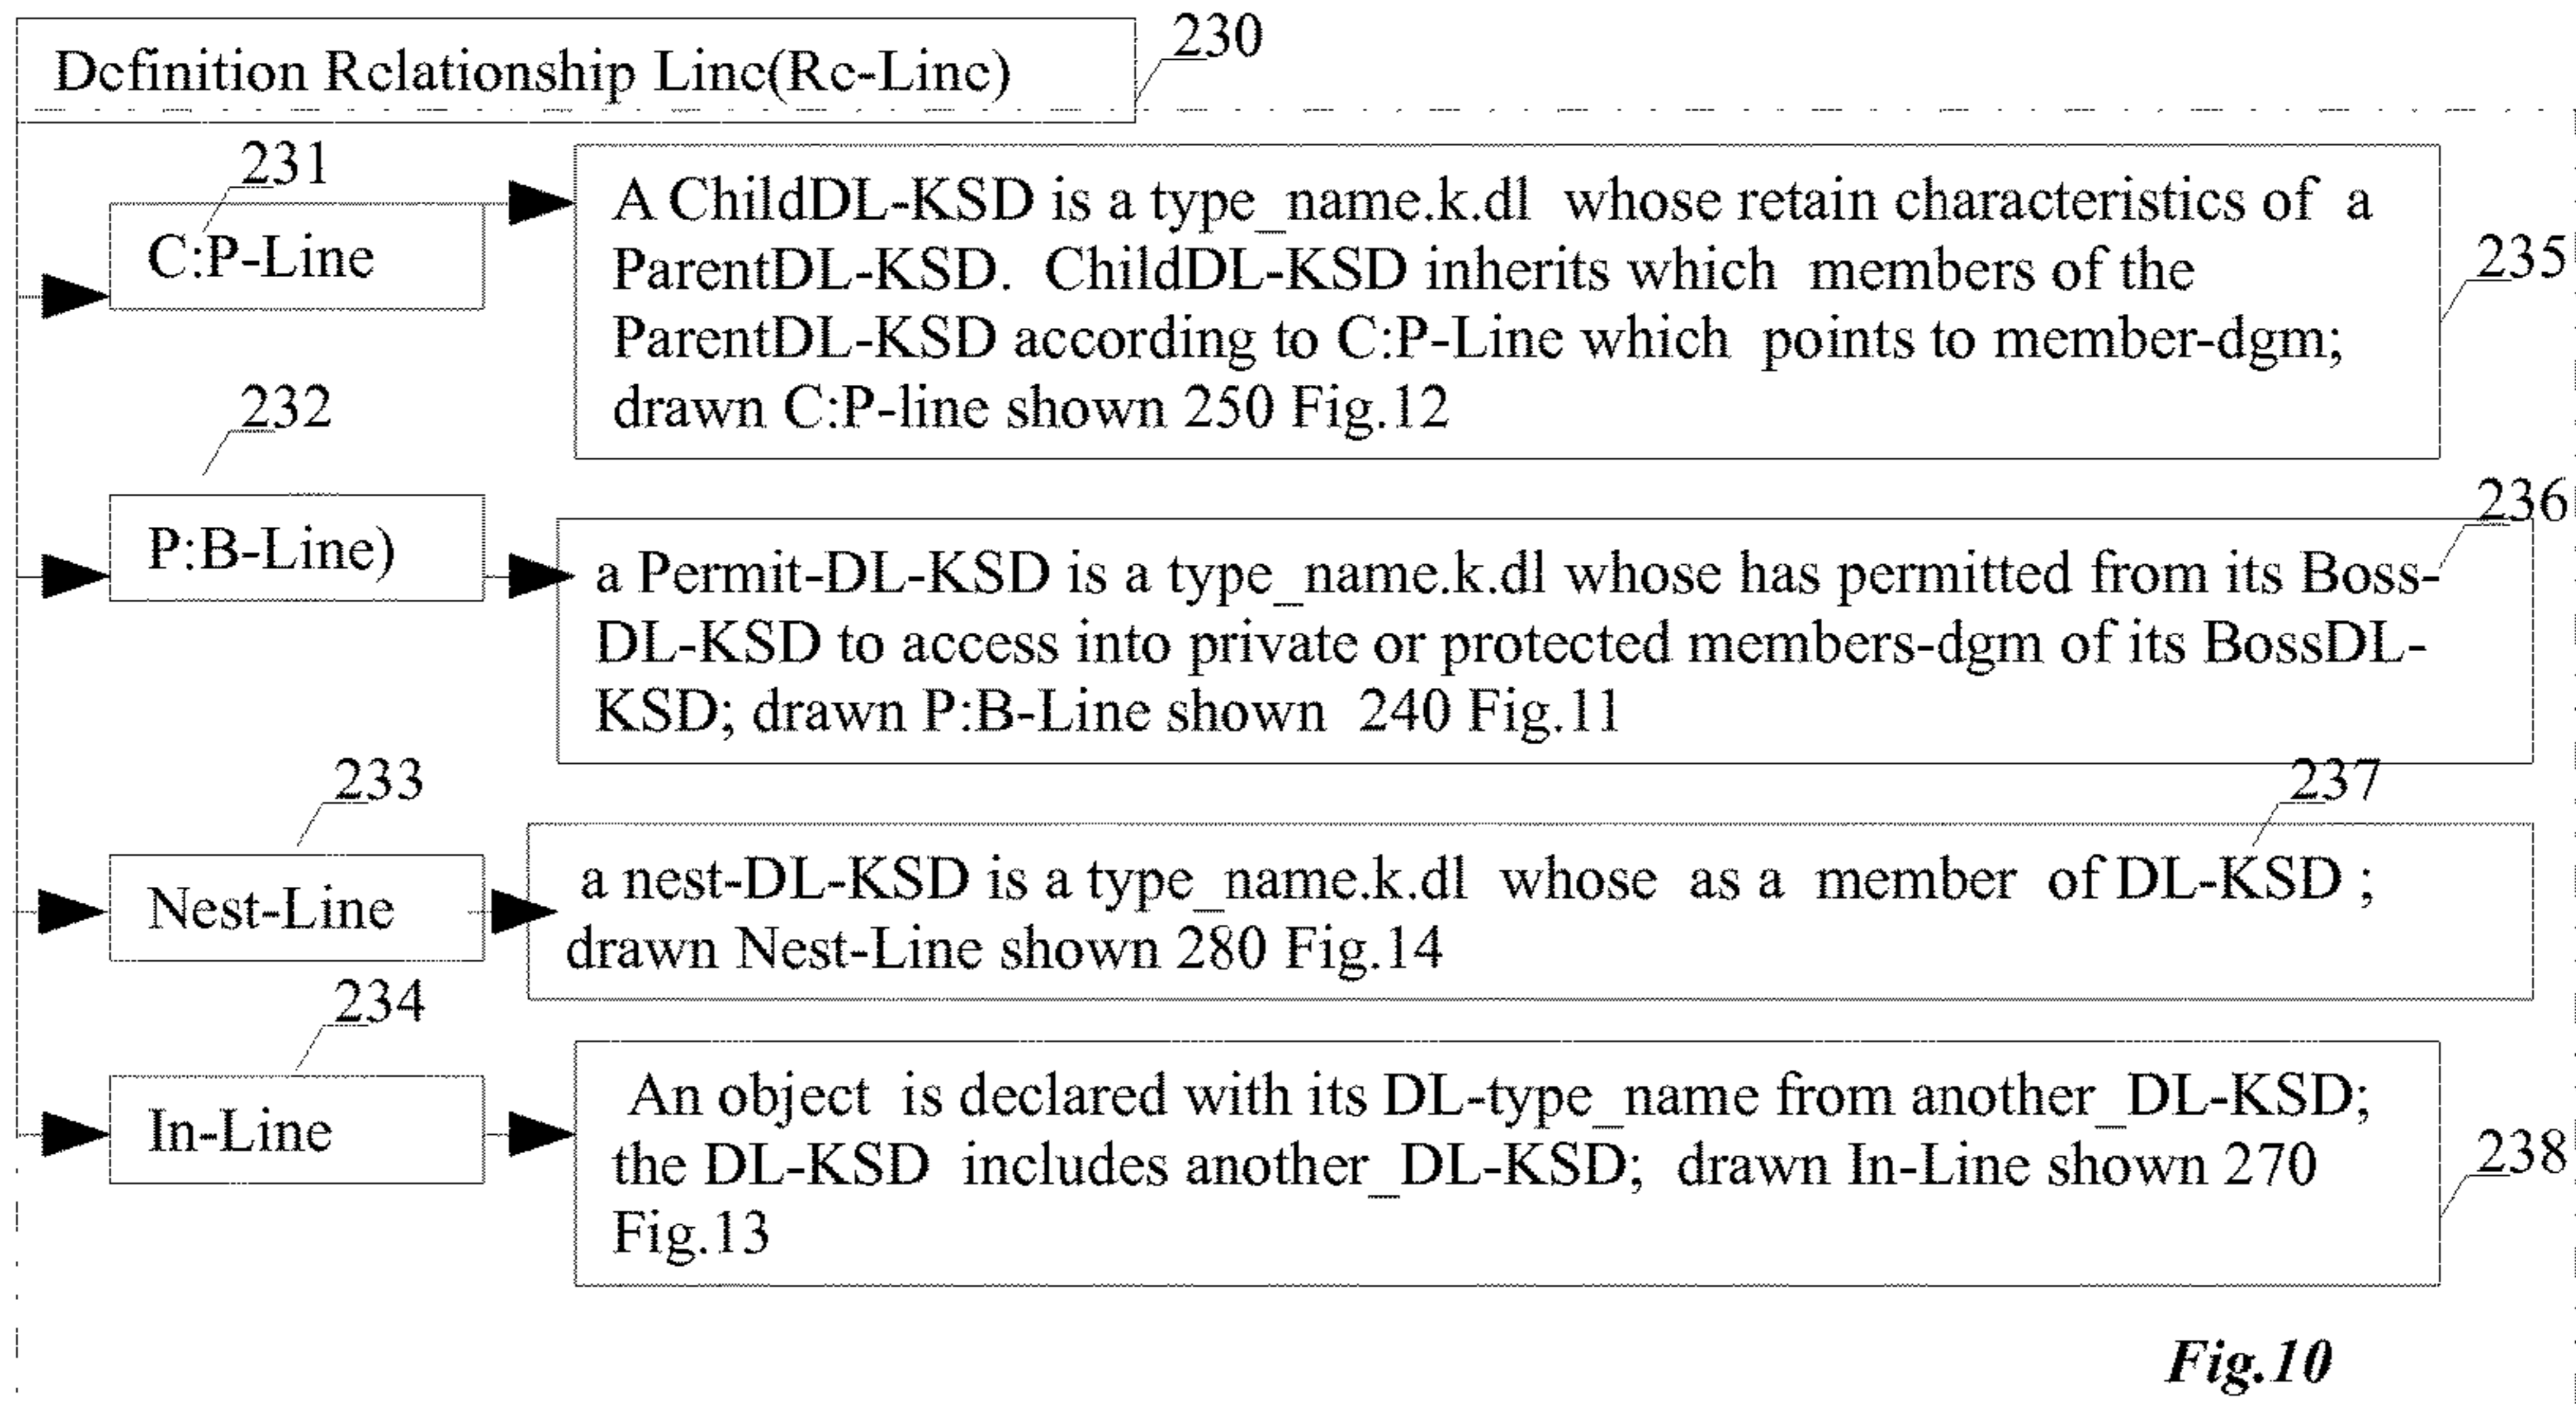 Definition Relationship Line(Re-Line)
230
231
C:P-Line
A ChildDL-KSD is a type_name.k.dl whose retain characteristics of a
ParentDL-KSD. ChildDL-KSD inherits which members of the
ParentDL-KSD according to C:P-Line which points to member-dgm;
drawn C:P-line shown 250 Fig.12
235
232
P:B-Line)
236
a Permit-DL-KSD is a type_name.k.dl whose has permitted from its Boss-
DL-KSD to access into private or protected members-dgm of its BossDL-
KSD; drawn P:B-Line shown 240 Fig.11
233
Nest-Line
237
a nest-DL-KSD is a type_name.k.dl whose as a member of DL-KSD ;
drawn Nest-Line shown 280 Fig.14
234
In-Line
An object is declared with its DL-type_name from another_DL-KSD;
the DL-KSD includes another_DL-KSD; drawn In-Line shown 270
Fig.13
238
Fig.10